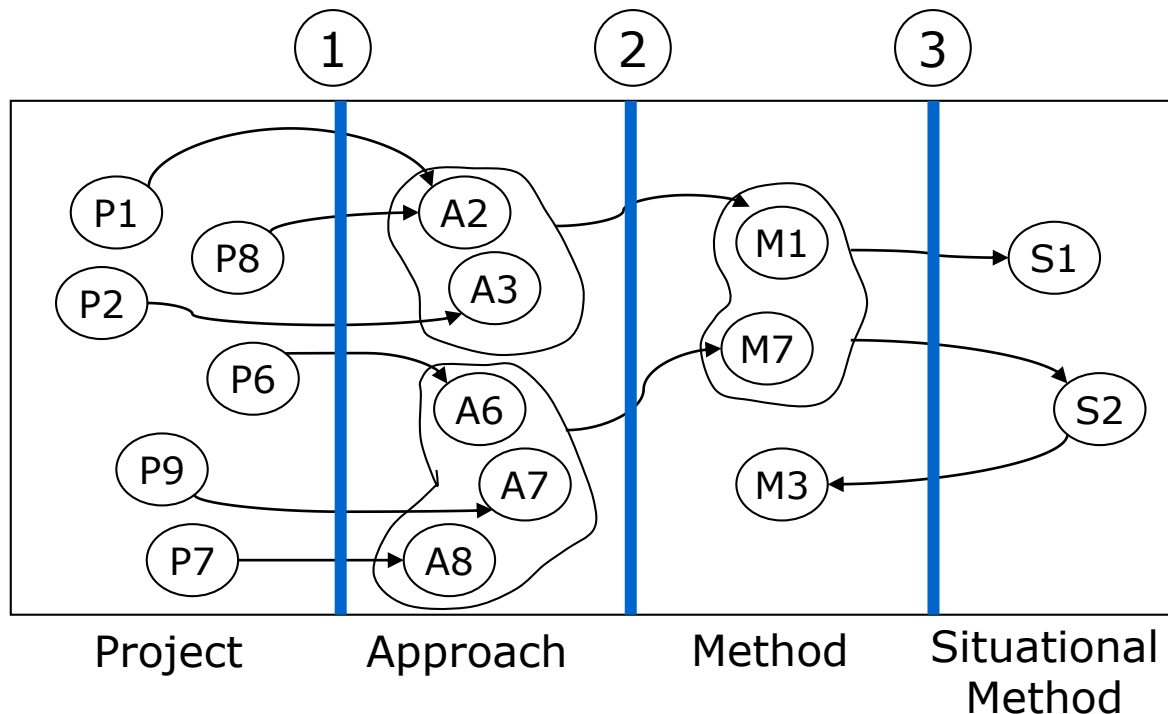 1
2
3
P1
A2
M1
P8
S1
A3
P2
M7
P6
A6
S2
P9
A7
M3
P7
A8
Project
Approach
Method
Situational
Method